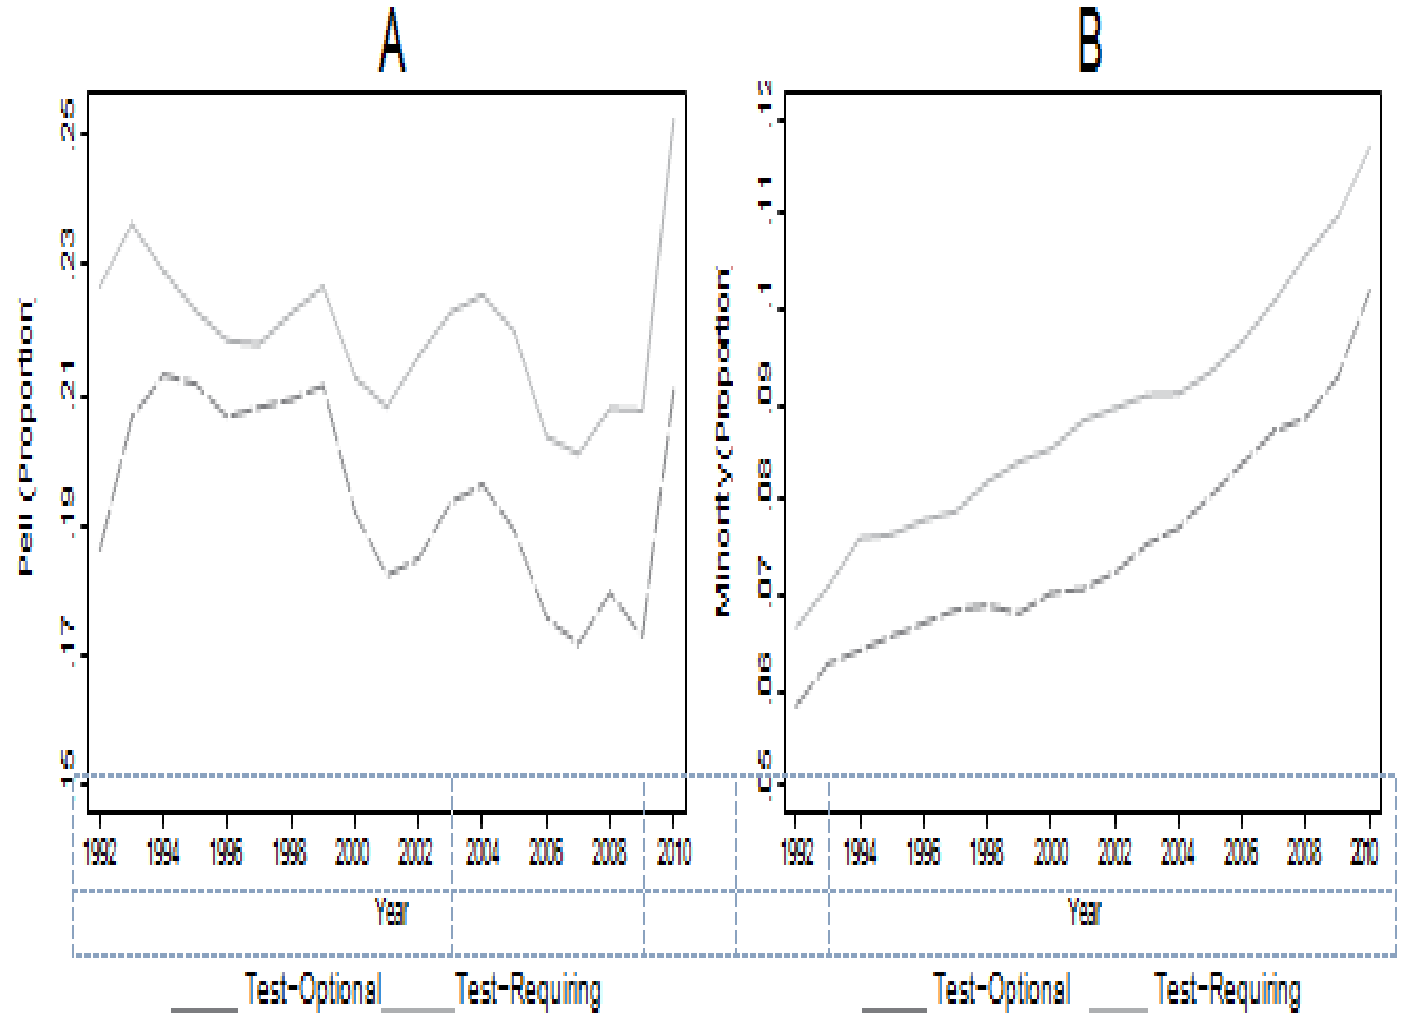 A
B
Pell (Proportion)
.25
.23
.21
.19
.17
.15
1992 1994 1996 1998 2000 2002 2004 2006 2008 2010
Year
Test-Optional Test-Requiring
Minority (Proportion)
.12
.11
.1
.09
.08
.07
.06
.05
1992 1994 1996 1998 2000 2002 2004 2006 2008 2010
Year
Test-Optional Test-Requiring